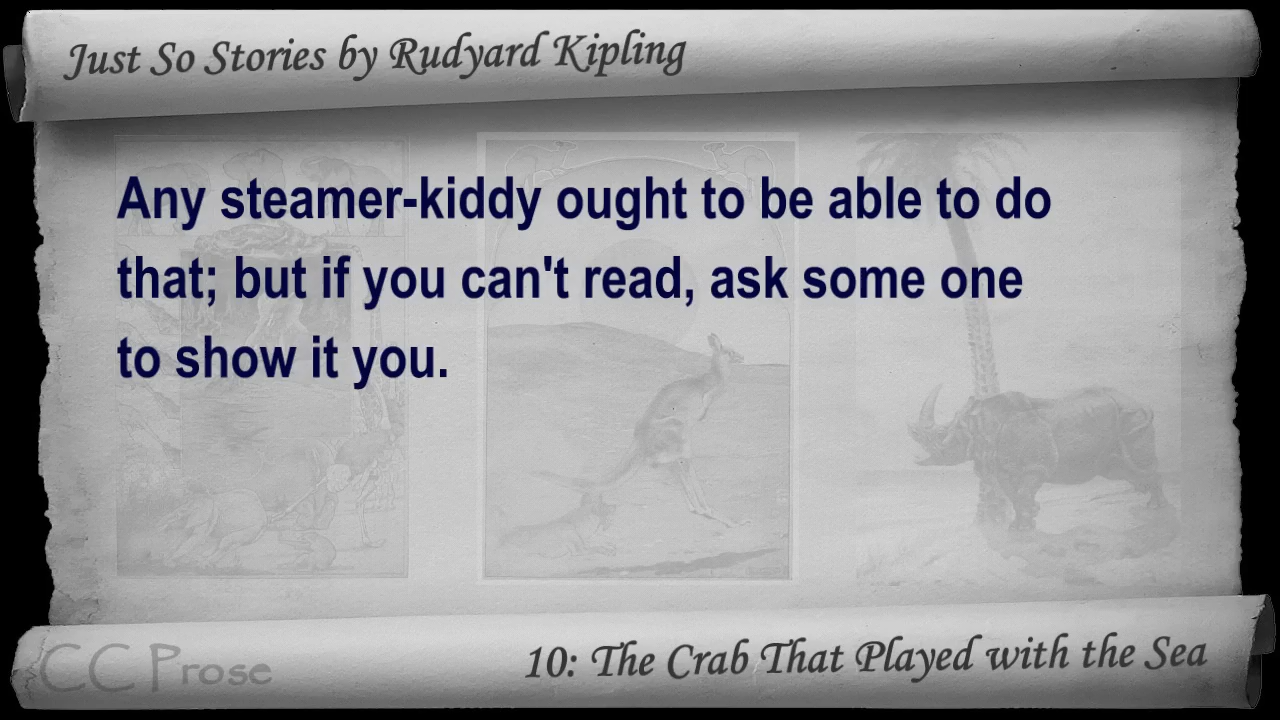 Just So Stories by Rudyard Kipling
Any steamer-kiddy ought to be able to do
that; but if you can't read, ask some one
to show it you.
CC Prose
10: The Crab That Played with the Sea